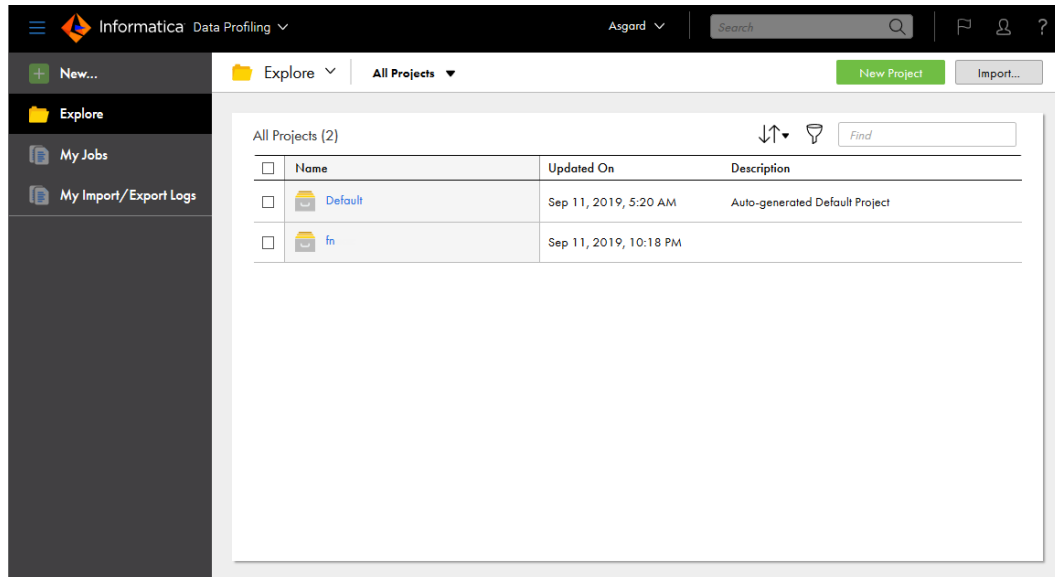 Informatica Data Profiling
Asgard
Search
?
New...
Explore
All Projects
New Project
Import...
Explore
My Jobs
My Import/Export Logs
All Projects (2)
Find
Name Updated On Description
Default Sep 11, 2019, 5:20 AM Auto-generated Default Project
fn Sep 11, 2019, 10:18 PM